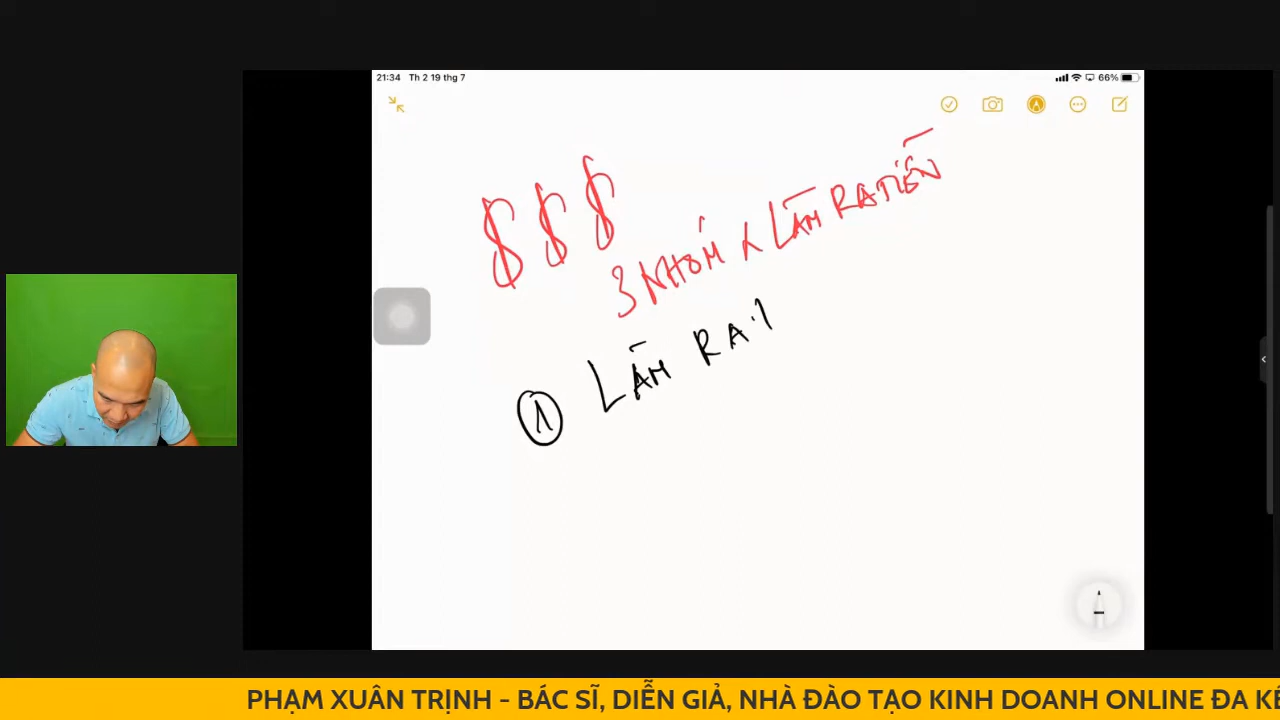 21:34 Th 2 19 thg 7
66%
$ $ $
3 NHÓM LÀM RA TIỀN
1 LÀM RA
PHẠM XUÂN TRỊNH - BÁC SĨ, DIỄN GIẢ, NHÀ ĐÀO TẠO KINH DOANH ONLINE ĐA KÊ